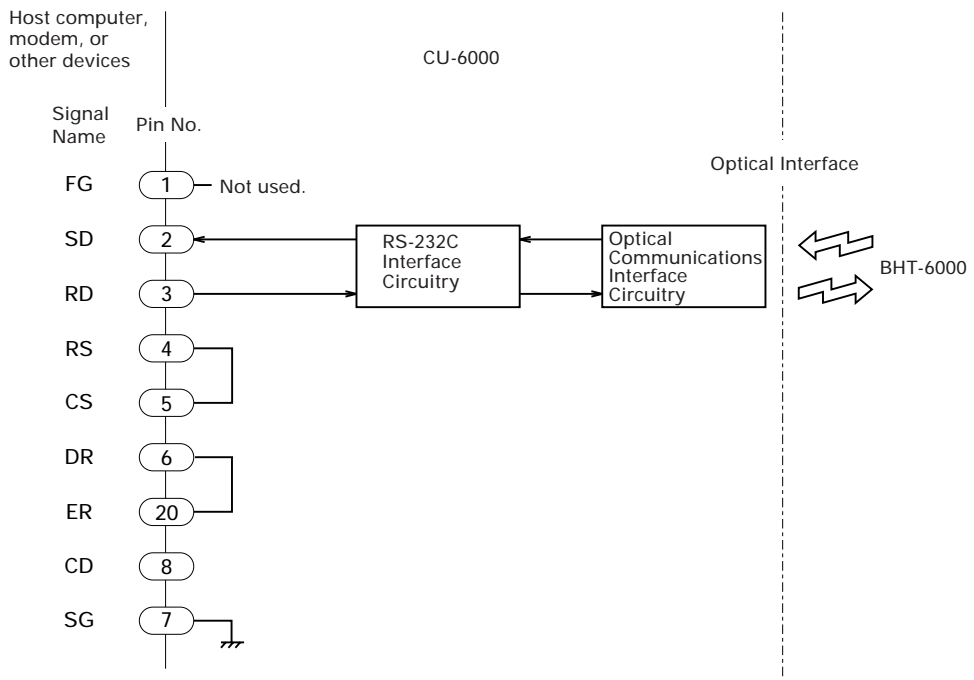 Host computer,
modem, or
other devices
CU-6000
Signal
Name
Pin No.
Optical Interface
FG 1 Not used.
SD 2
RS-232C
Interface
Circuitry
Optical
Communications
Interface
Circuitry
BHT-6000
RD 3
RS 4
CS 5
DR 6
ER 20
CD 8
SG 7